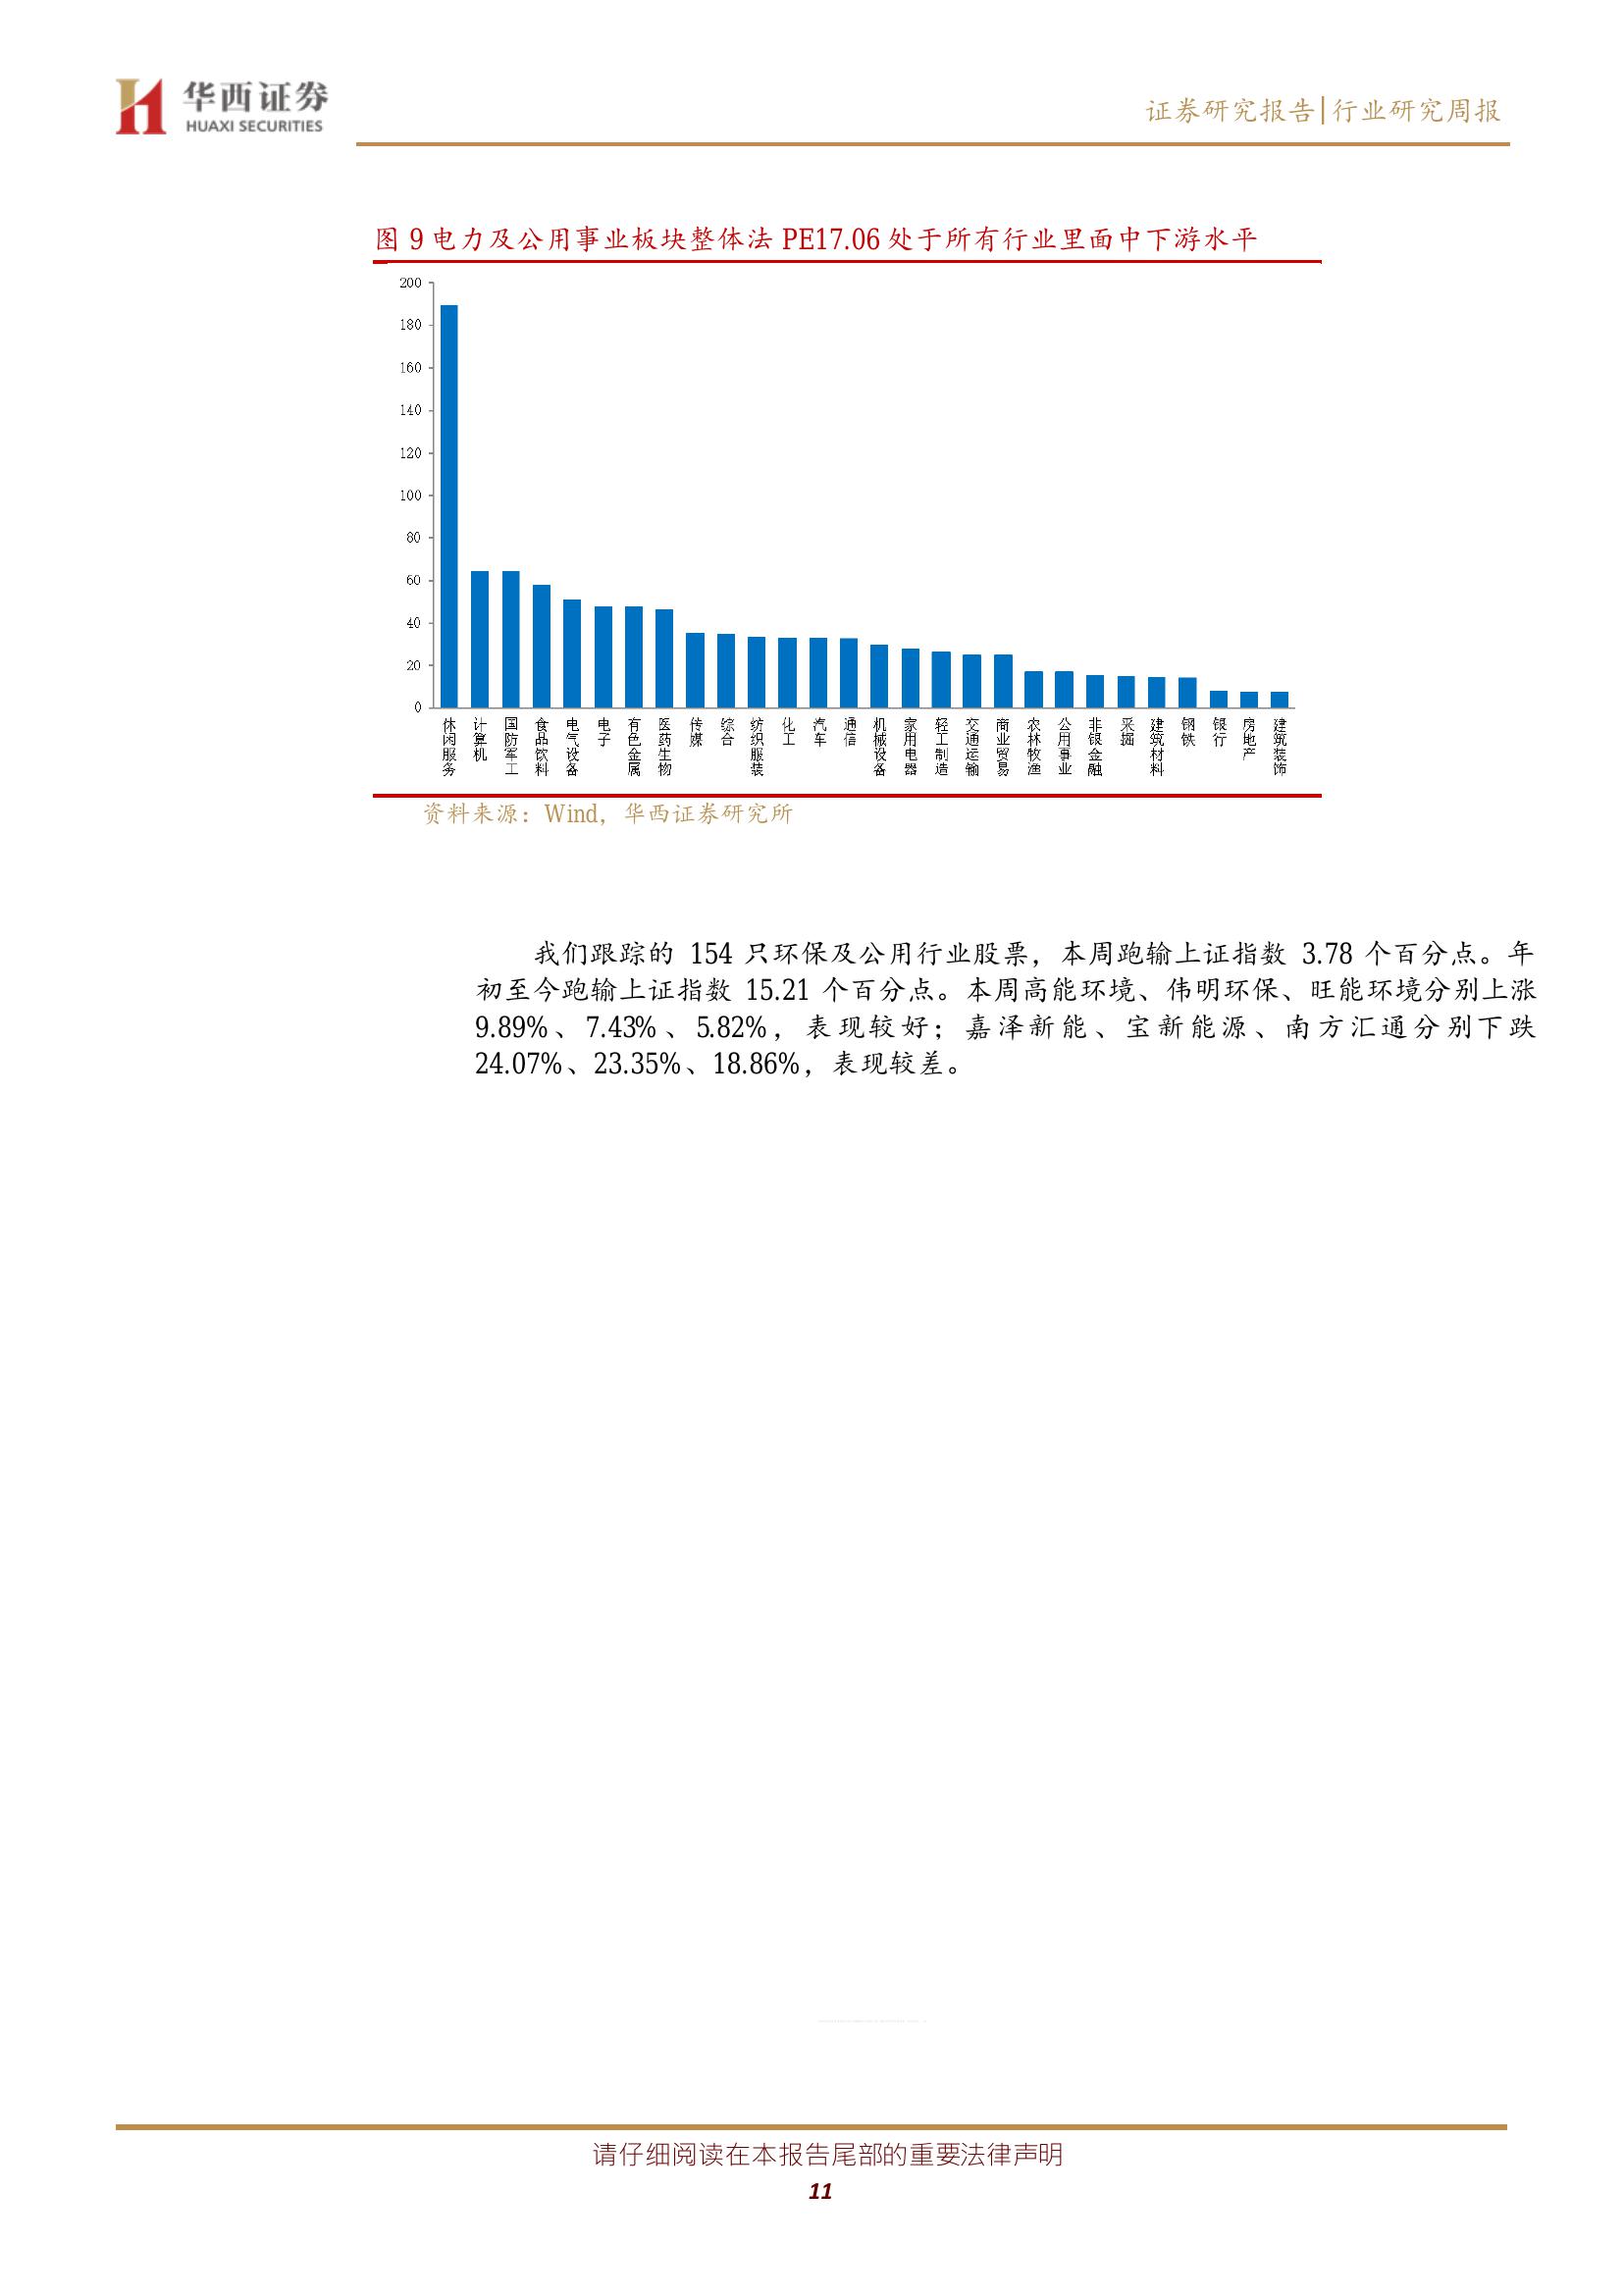 华西证券
HUAXI SECURITIES
证券研究报告|行业研究周报
图 9 电力及公用事业板块整体法 PE17.06 处于所有行业里面中下游水平
200
180
160
140
120
100
80
60
40
20
0
休闲服务
计算机
国防军工
食品饮料
电气设备
电子
有色金属
医药生物
传媒
综合
纺织服装
化工
汽车
通信
机械设备
家用电器
轻工制造
交通运输
商业贸易
农林牧渔
公用事业
非银金融
采掘
建筑材料
钢铁
银行
房地产
建筑装饰
资料来源：Wind，华西证券研究所
我们跟踪的 154 只环保及公用行业股票，本周跑输上证指数 3.78 个百分点。年
初至今跑输上证指数 15.21 个百分点。本周高能环境、伟明环保、旺能环境分别上涨
9.89%、7.43%、5.82%，表现较好；嘉泽新能、宝新能源、南方汇通分别下跌
24.07%、23.35%、18.86%，表现较差。
请仔细阅读在本报告尾部的重要法律声明
11